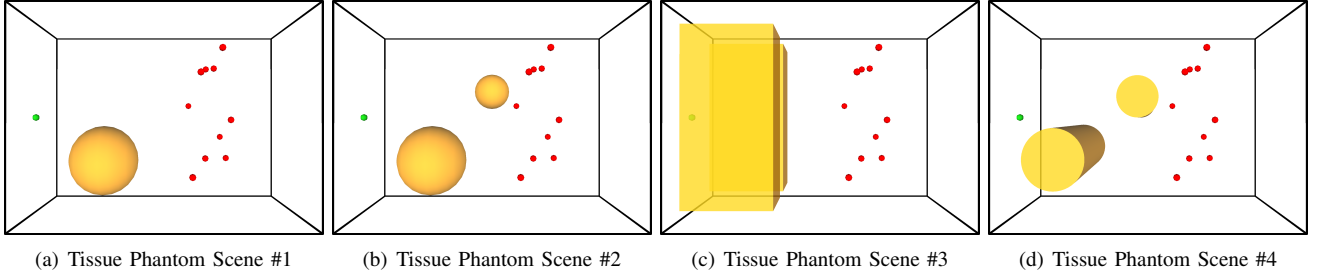 (a) Tissue Phantom Scene #1
(b) Tissue Phantom Scene #2
(c) Tissue Phantom Scene #3
(d) Tissue Phantom Scene #4